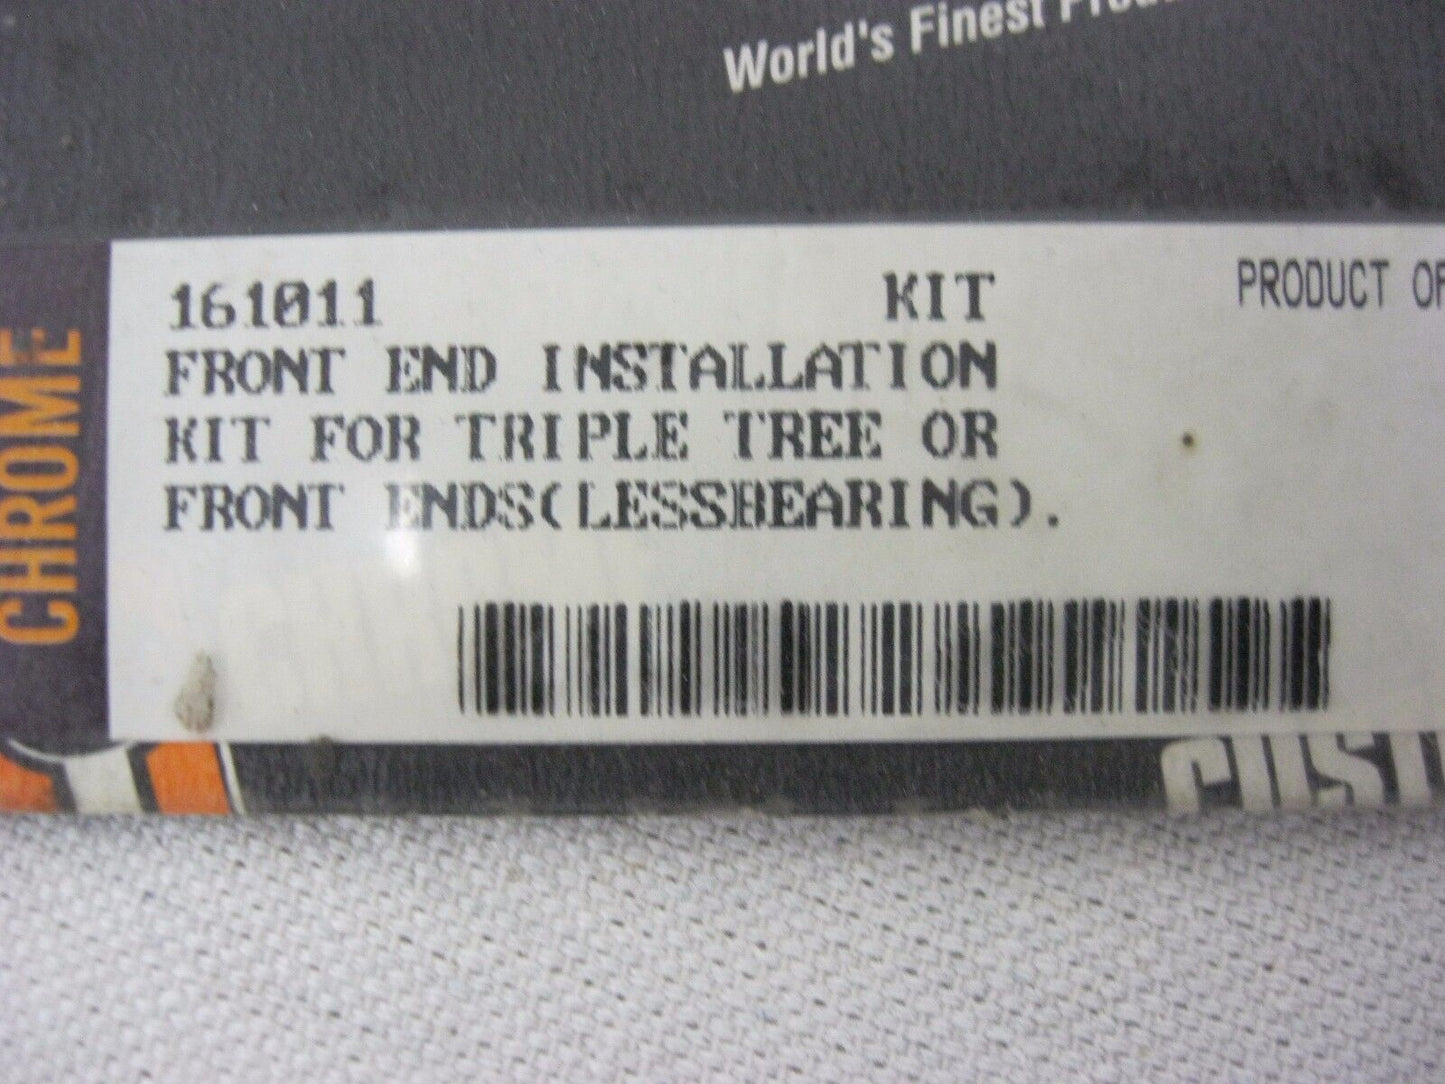 World's Finest
CHROME
161011 KIT
PRODUCT OF
FRONT END INSTALLATION
KIT FOR TRIPLE TREE OR
FRONT ENDS(LESSBEARING).